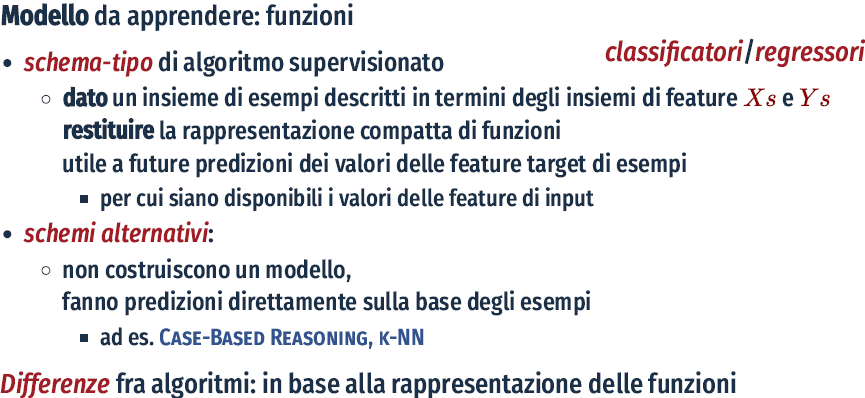 Modello da apprendere: funzioni
classificatori/regressori
• schema-tipo di algoritmo supervisionato
○ dato un insieme di esempi descritti in termini degli insiemi di feature Xs e Ys
restituire la rappresentazione compatta di funzioni
utile a future predizioni dei valori delle feature target di esempi
▪ per cui siano disponibili i valori delle feature di input
• schemi alternativi:
○ non costruiscono un modello,
fanno predizioni direttamente sulla base degli esempi
▪ ad es. Case-Based Reasoning, k-NN
Differenze fra algoritmi: in base alla rappresentazione delle funzioni